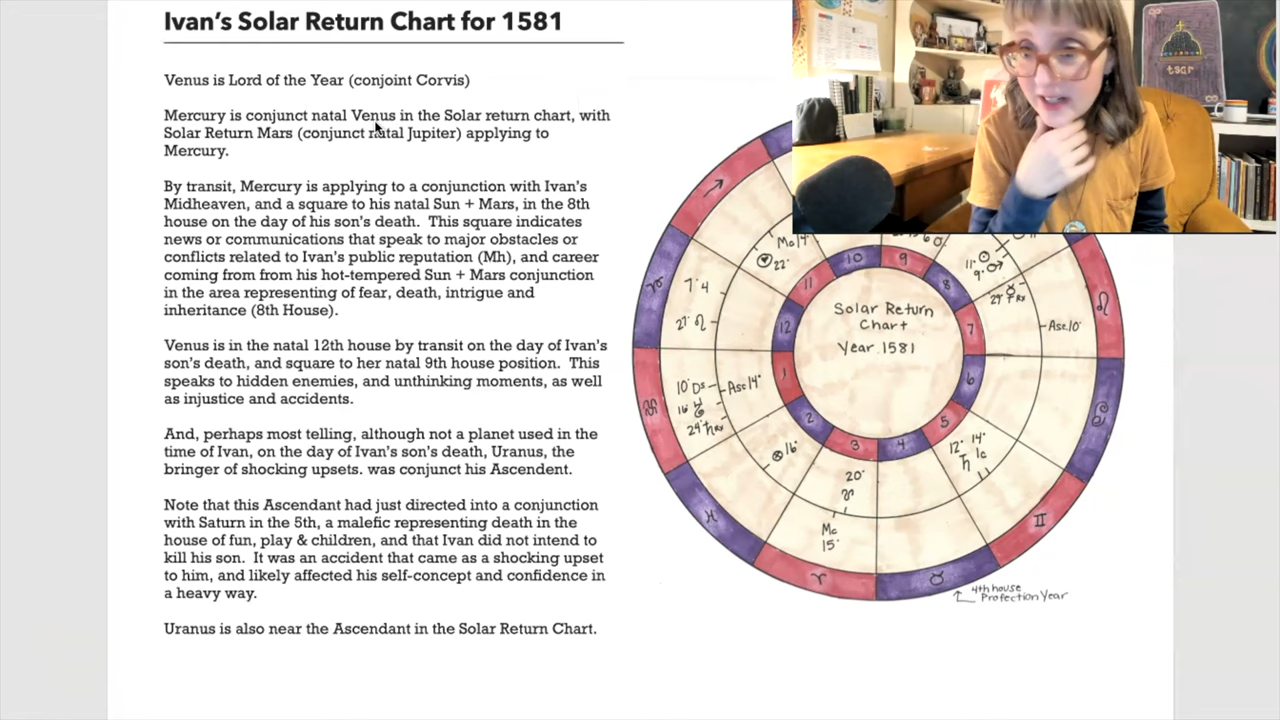 Ivan's Solar Return Chart for 1581
Venus is Lord of the Year (conjoint Corvis)
Mercury is conjunct natal Venus in the Solar return chart, with
Solar Return Mars (conjunct natal Jupiter) applying to
Mercury.
By transit, Mercury is applying to a conjunction with Ivan's
Midheaven, and a square to his natal Sun + Mars, in the 8th
house on the day of his son's death.  This square indicates
news or communications that speak to major obstacles or
conflicts related to Ivan's public reputation (Mh), and career
coming from from his hot-tempered Sun + Mars conjunction
in the area representing of fear, death, intrigue and
inheritance (8th House).
Venus is in the natal 12th house by transit on the day of Ivan's
son's death, and square to her natal 9th house position.  This
speaks to hidden enemies, and unthinking moments, as well
as injustice and accidents.
And, perhaps most telling, although not a planet used in the
time of Ivan, on the day of Ivan's son's death, Uranus, the
bringer of shocking upsets. was conjunct his Ascendent.
Note that this Ascendant had just directed into a conjunction
with Saturn in the 5th, a malefic representing death in the
house of fun, play & children, and that Ivan did not intend to
kill his son.  It was an accident that came as a shocking upset
to him, and likely affected his self-concept and confidence in
a heavy way.
Uranus is also near the Ascendant in the Solar Return Chart.
tsar
Mc 14°
22°
11°
9°
29° ☿ Rx
10
9
11
8
7° ♃
27° ☊
12
Solar Return
Chart
Year 1581
7
Asc 10°
10° Ds
Asc 14°
1
6
16°
29° ♄ Rx
2
5
3
4
⊗ 16°
12° ♄
14° Ic
20°
♈
Mc
15°
♌
♋
♊
♉
♈
♓
4th house
Profection Year